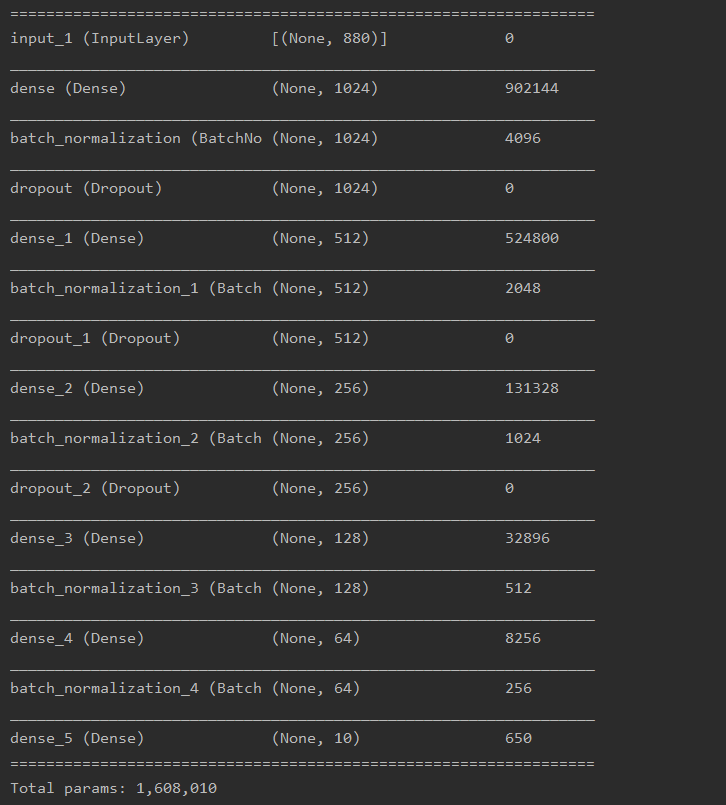 =================================================================
input_1 (InputLayer)         [(None, 880)]             0
_________________________________________________________________
dense (Dense)                (None, 1024)              902144
_________________________________________________________________
batch_normalization (BatchNo (None, 1024)              4096
_________________________________________________________________
dropout (Dropout)            (None, 1024)              0
_________________________________________________________________
dense_1 (Dense)              (None, 512)               524800
_________________________________________________________________
batch_normalization_1 (Batch (None, 512)               2048
_________________________________________________________________
dropout_1 (Dropout)          (None, 512)               0
_________________________________________________________________
dense_2 (Dense)              (None, 256)               131328
_________________________________________________________________
batch_normalization_2 (Batch (None, 256)               1024
_________________________________________________________________
dropout_2 (Dropout)          (None, 256)               0
_________________________________________________________________
dense_3 (Dense)              (None, 128)               32896
_________________________________________________________________
batch_normalization_3 (Batch (None, 128)               512
_________________________________________________________________
dense_4 (Dense)              (None, 64)                8256
_________________________________________________________________
batch_normalization_4 (Batch (None, 64)                256
_________________________________________________________________
dense_5 (Dense)              (None, 10)                650
=================================================================
Total params: 1,608,010